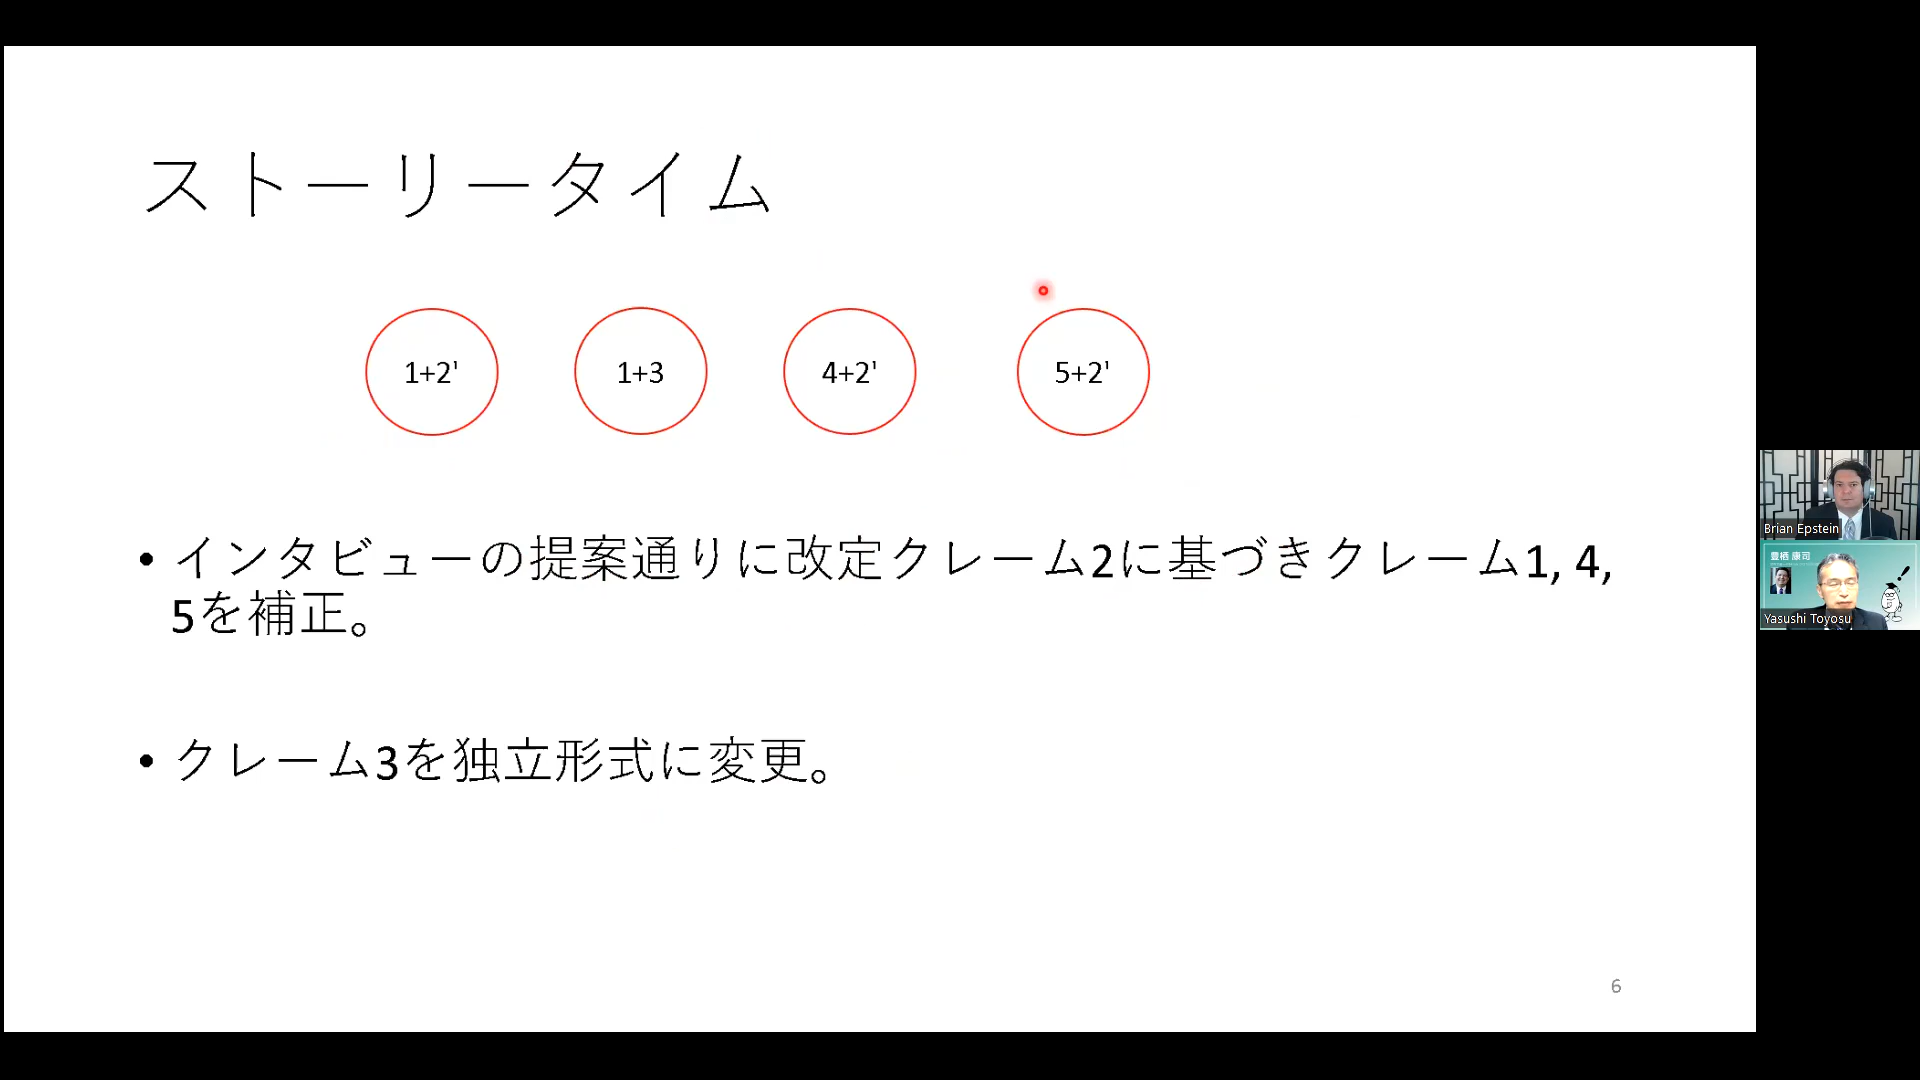 ストーリータイム
1+2'
1+3
4+2'
5+2'
• インタビューの提案通りに改定クレーム2に基づきクレーム1, 4,
5を補正。
• クレーム3を独立形式に変更。
6
Brian Epstein
豊栖 康司
Yasushi Toyosu